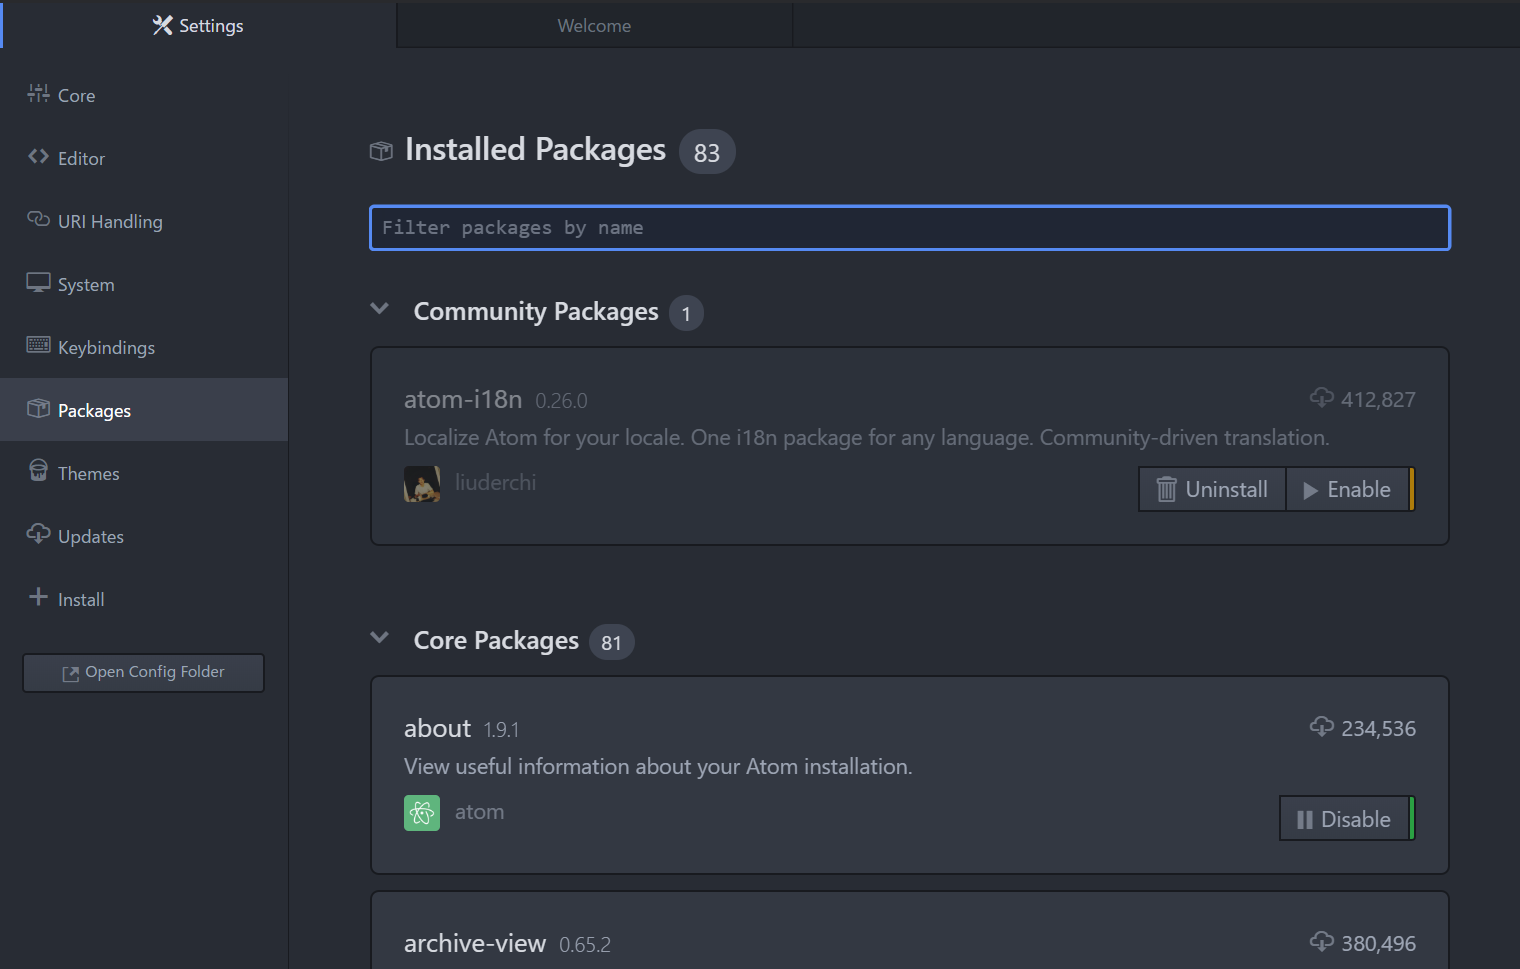 Settings
Welcome
Core
Editor
URI Handling
System
Keybindings
Packages
Themes
Updates
Install
Open Config Folder
Installed Packages 83
Filter packages by name
Community Packages 1
atom-i18n 0.26.0 412,827
Localize Atom for your locale. One i18n package for any language. Community-driven translation.
liuderchi Uninstall Enable
Core Packages 81
about 1.9.1 234,536
View useful information about your Atom installation.
atom Disable
archive-view 0.65.2 380,496